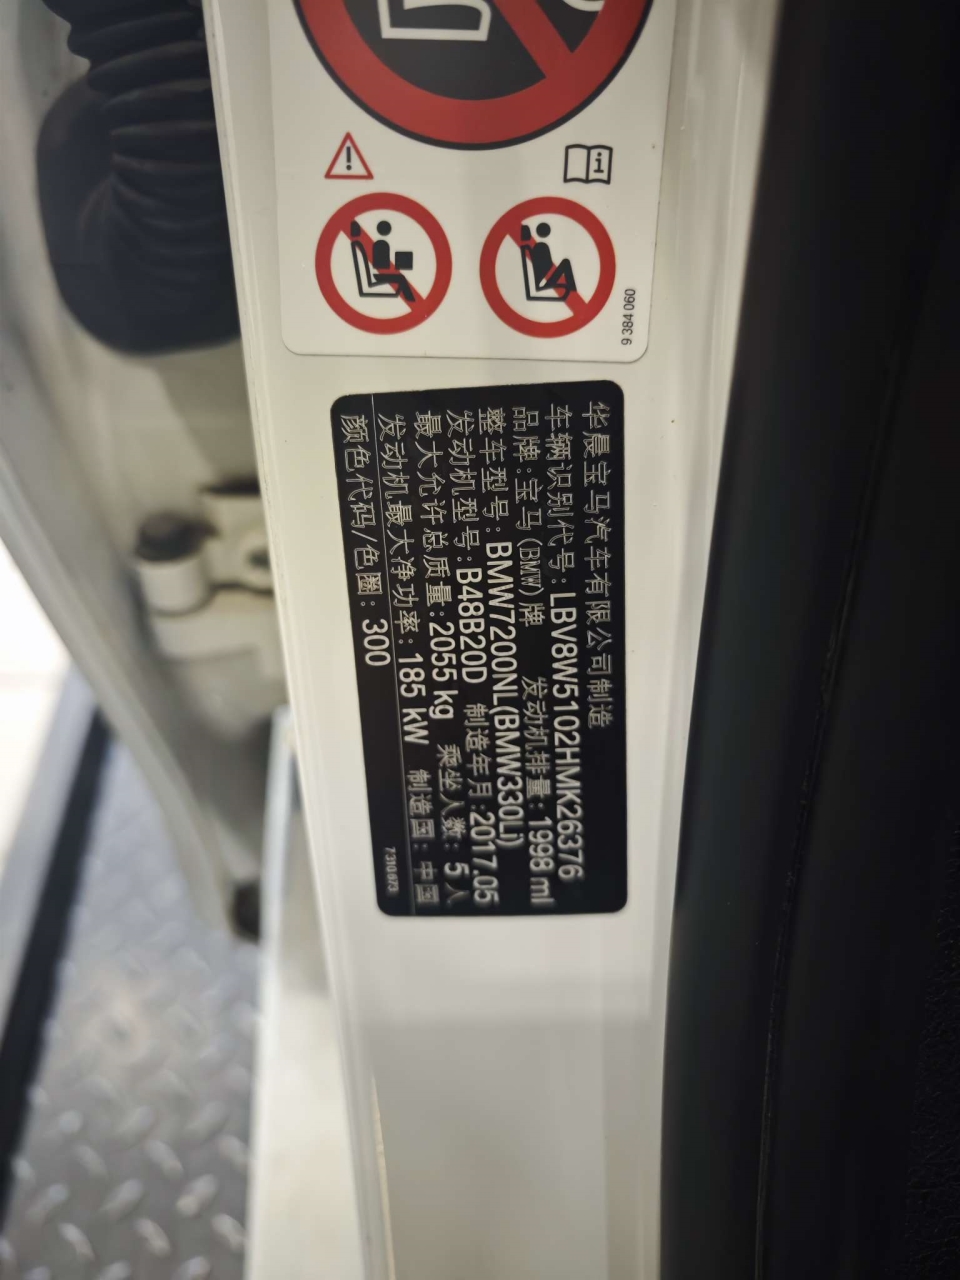 9 384 060
华晨宝马汽车有限公司制造
车辆识别代号: LBV8W5102HMK26376
品牌: 宝马(BMW)牌 发动机排量: 1998 ml
整车型号: BMW7200NL(BMW330Li)
发动机型号: B48B20D 制造年月: 2017.05
最大允许总质量: 2055 kg 乘坐人数: 5 人
发动机最大净功率: 185 kW 制造国: 中国
颜色代码/色圈: 300
7310 673